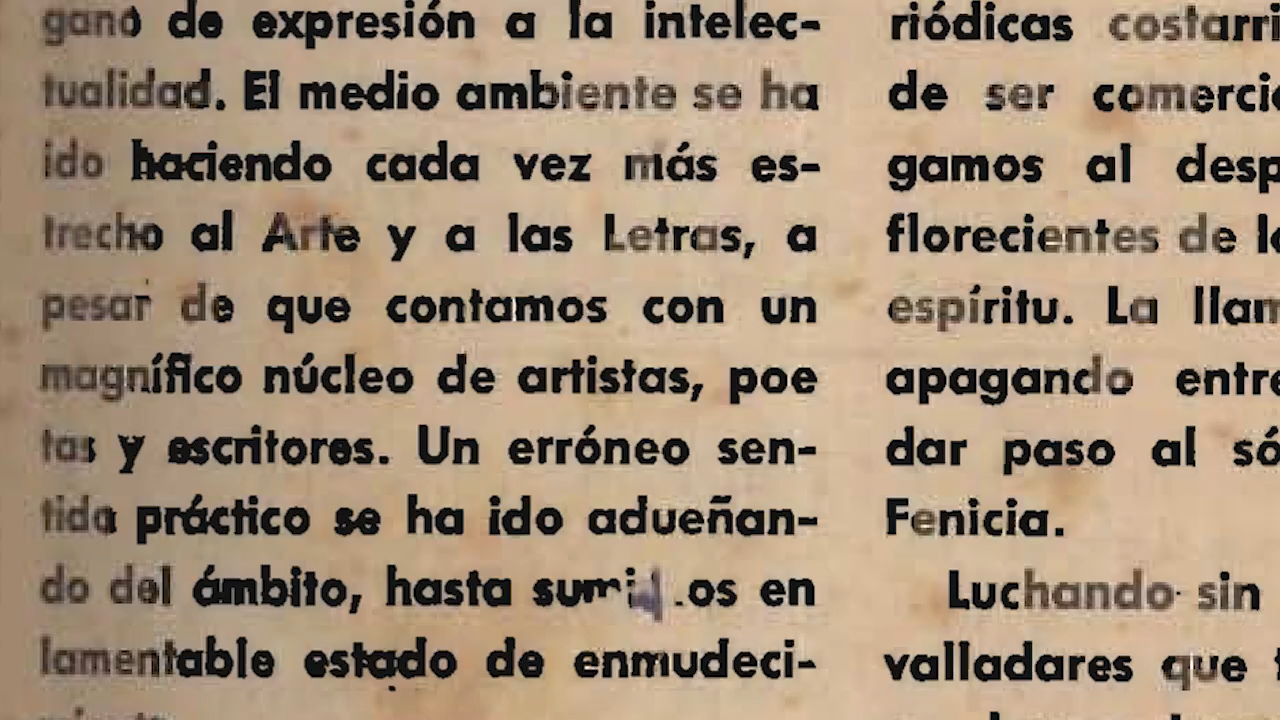 gano de expresión a la intelec-
tualidad. El medio ambiente se ha
ido haciendo cada vez más es-
trecho al Arte y a las Letras, a
pesar de que contamos con un
magnífico núcleo de artistas, poe
tas y escritores. Un erróneo sen-
tido práctico se ha ido adueñan-
do del ámbito, hasta en
lamentable estado de enmudeci-
riódicas costarri
de ser comerci
gamos al desp
florecientes de l
espíritu. La llam
apagando entre
dar paso al só
Fenicia.
Luchando sin
valladares que